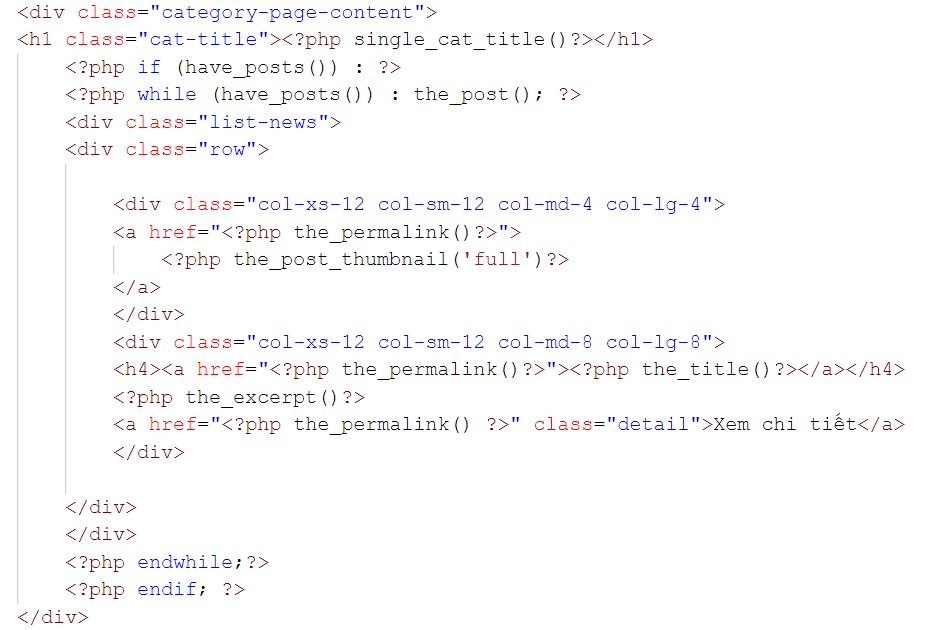 <div class="category-page-content">
<h1 class="cat-title"><?php single_cat_title()?></h1>
<?php if (have_posts()) : ?>
<?php while (have_posts()) : the_post(); ?>
<div class="list-news">
<div class="row">
<div class="col-xs-12 col-sm-12 col-md-4 col-lg-4">
<a href="<?php the_permalink()?>">
<?php the_post_thumbnail('full')?>
</a>
</div>
<div class="col-xs-12 col-sm-12 col-md-8 col-lg-8">
<h4><a href="<?php the_permalink()?>"><?php the_title()?></a></h4>
<?php the_excerpt()?>
<a href="<?php the_permalink() ?>" class="detail">Xem chi tiết</a>
</div>
</div>
</div>
<?php endwhile;?>
<?php endif; ?>
</div>